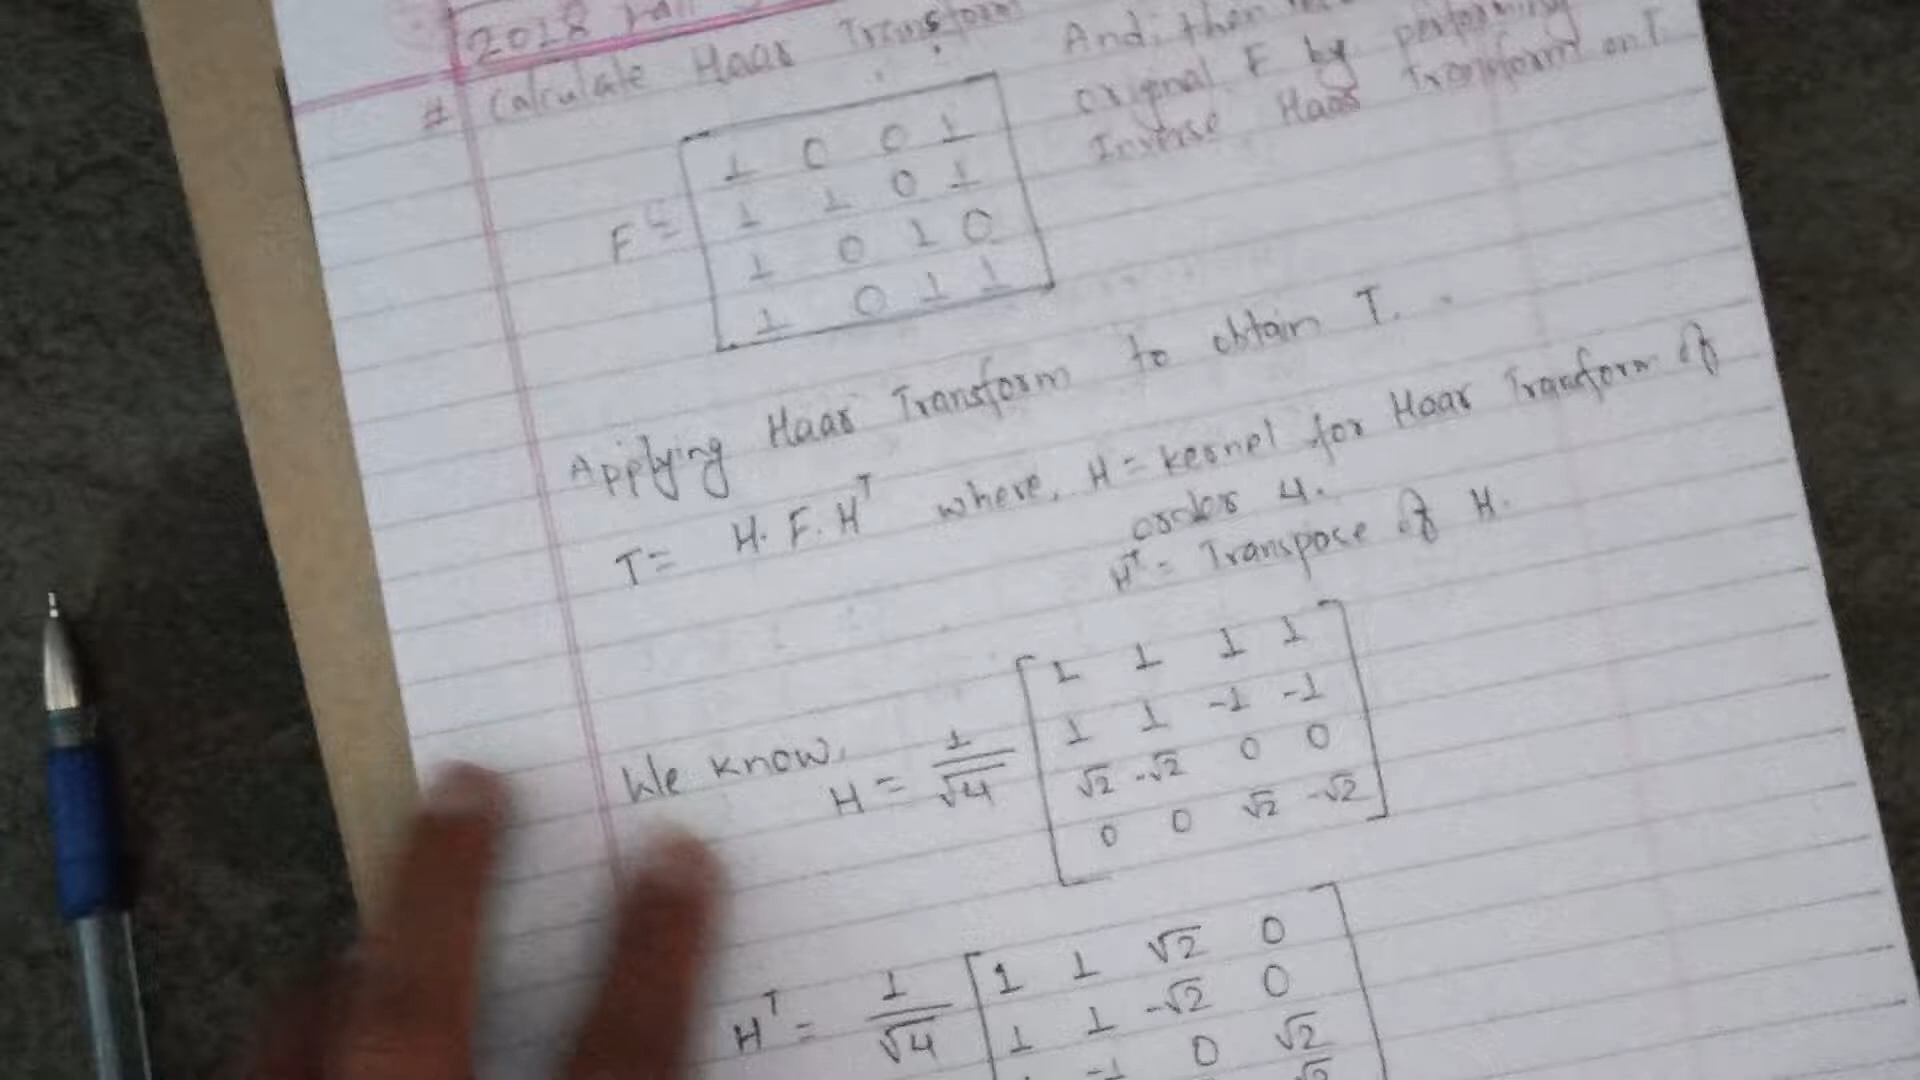 2018 Fall
# Calculate Haar Transform And, then
original F by performing
Inverse Haar Transform on T
F = [ 1 0 0 1
1 1 0 1
1 0 1 0
1 0 1 1 ]
Applying Haar Transform to obtain T.
T = H. F. H^T where, H = kernel for Haar Tranform of
order 4.
H^T = Transpose of H.
We know,
H = 1/√4 [ 1 1 1 1
1 1 -1 -1
√2 -√2 0 0
0 0 √2 -√2 ]
H^T = 1/√4 [ 1 1 √2 0
1 1 -√2 0
1 -1 0 √2